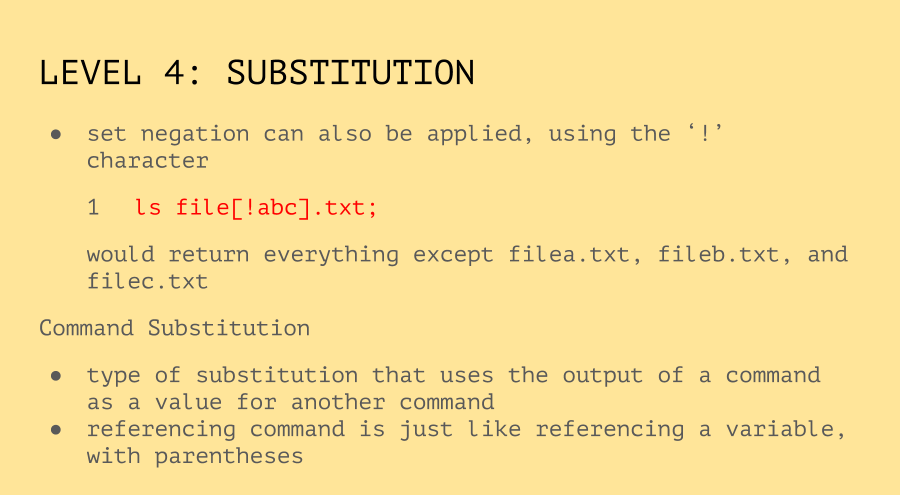 LEVEL 4: SUBSTITUTION
● set negation can also be applied, using the ‘!’
character
1 ls file[!abc].txt;
would return everything except filea.txt, fileb.txt, and
filec.txt
Command Substitution
● type of substitution that uses the output of a command
as a value for another command
● referencing command is just like referencing a variable,
with parentheses